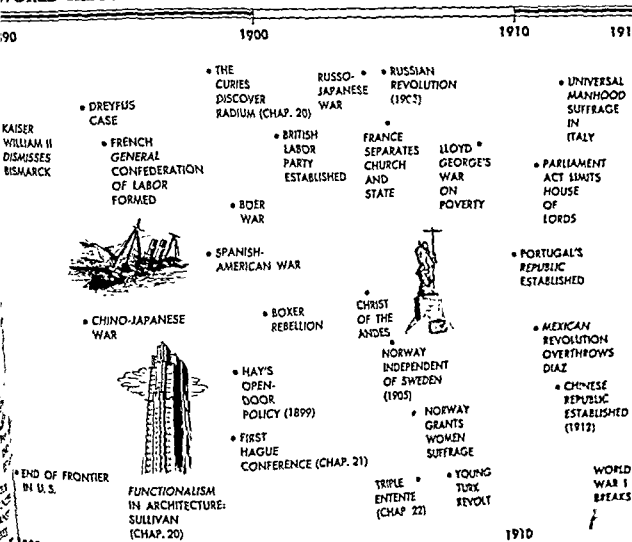 1900
1910
THE
CURIES
DISCOVER
RADIUM (CHAP. 20)
RUSSO-
JAPANESE
WAR
RUSSIAN
REVOLUTION
UNIVERSAL
MANHOOD
SUFFRAGE
IN
ITALY
DREYFUS
CASE
KAISER
WILLIAM II
DISMISSES
BISMARCK
FRENCH
GENERAL
CONFEDERATION
OF LABOR
FORMED
BRITISH
LABOR
PARTY
ESTABLISHED
FRANCE
SEPARATES
CHURCH
AND
STATE
LLOYD
GEORGE'S
WAR
ON
POVERTY
PARLIAMENT
ACT LIMITS
HOUSE
OF
LORDS
BOER
WAR
SPANISH-
AMERICAN WAR
PORTUGAL'S
REPUBLIC
ESTABLISHED
CHINO-JAPANESE
WAR
BOXER
REBELLION
CHRIST
OF THE
ANDES
MEXICAN
REVOLUTION
OVERTHROWS
DIAZ
NORWAY
INDEPENDENT
OF SWEDEN
(1905)
HAY'S
OPEN-
DOOR
POLICY (1899)
CHINESE
REPUBLIC
ESTABLISHED
(1912)
NORWAY
GRANTS
WOMEN
SUFFRAGE
FIRST
HAGUE
CONFERENCE (CHAP. 21)
END OF FRONTIER
IN U. S.
FUNCTIONALISM
IN ARCHITECTURE:
SULLIVAN
(CHAP. 20)
TRIPLE
ENTENTE
(CHAP 22)
YOUNG
TURK
REVOLT
WORLD
WAR I
BREAKS
1910